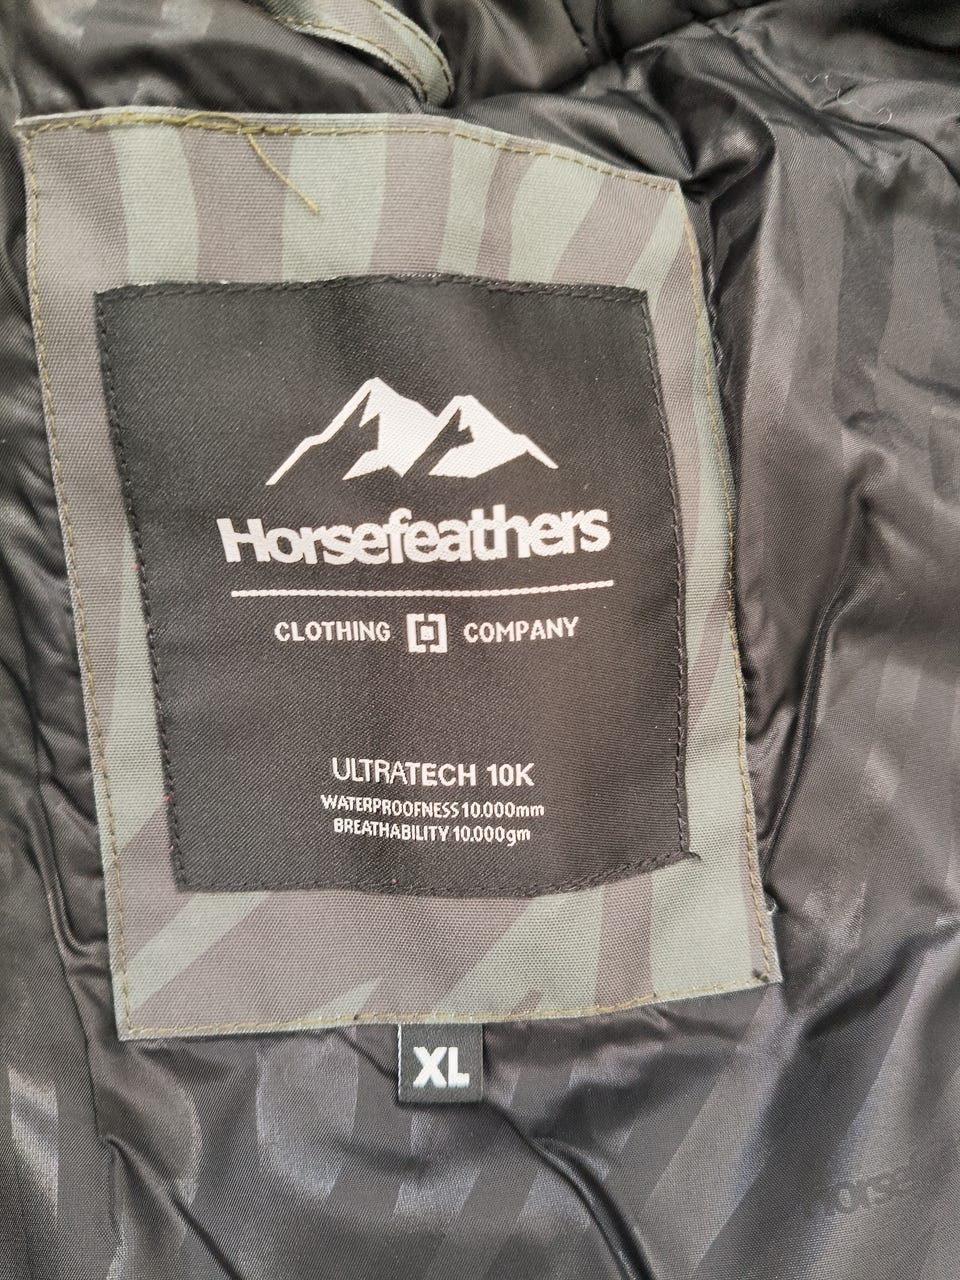 Horsefeathers
CLOTHING COMPANY
ULTRATECH 10K
WATERPROOFNESS 10.000mm
BREATHABILITY 10.000gm
XL